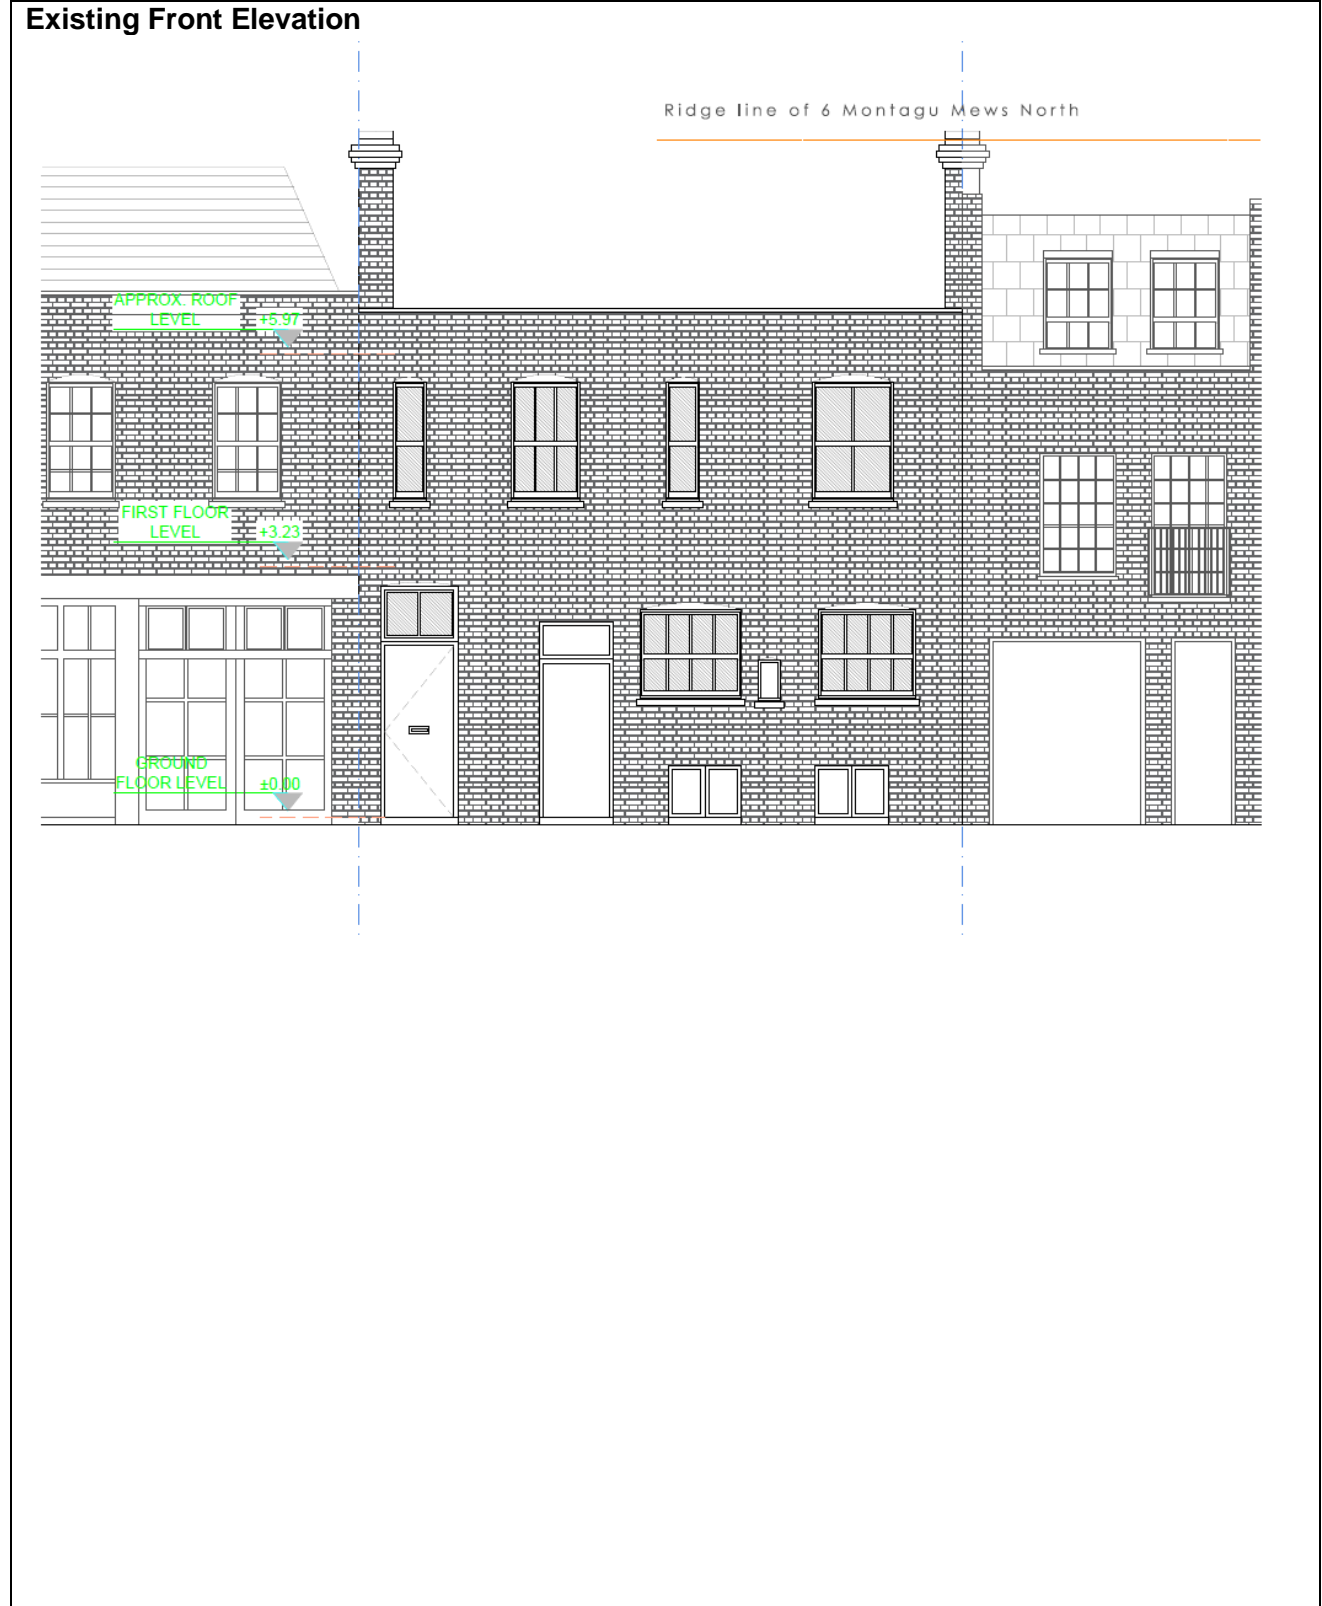 Existing Front Elevation
Ridge line of 6 Montagu Mews North
APPROX. ROOF
LEVEL +5.97
FIRST FLOOR
LEVEL +3.23
GROUND
FLOOR LEVEL ±0.00